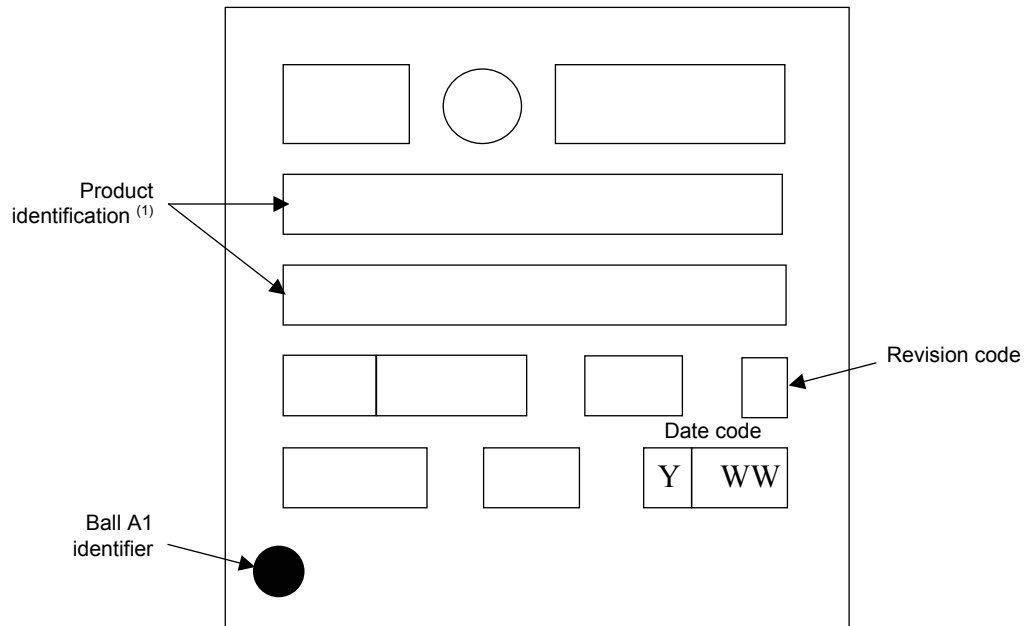 Product
identification (1)
Revision code
Date code
Y WW
Ball A1
identifier